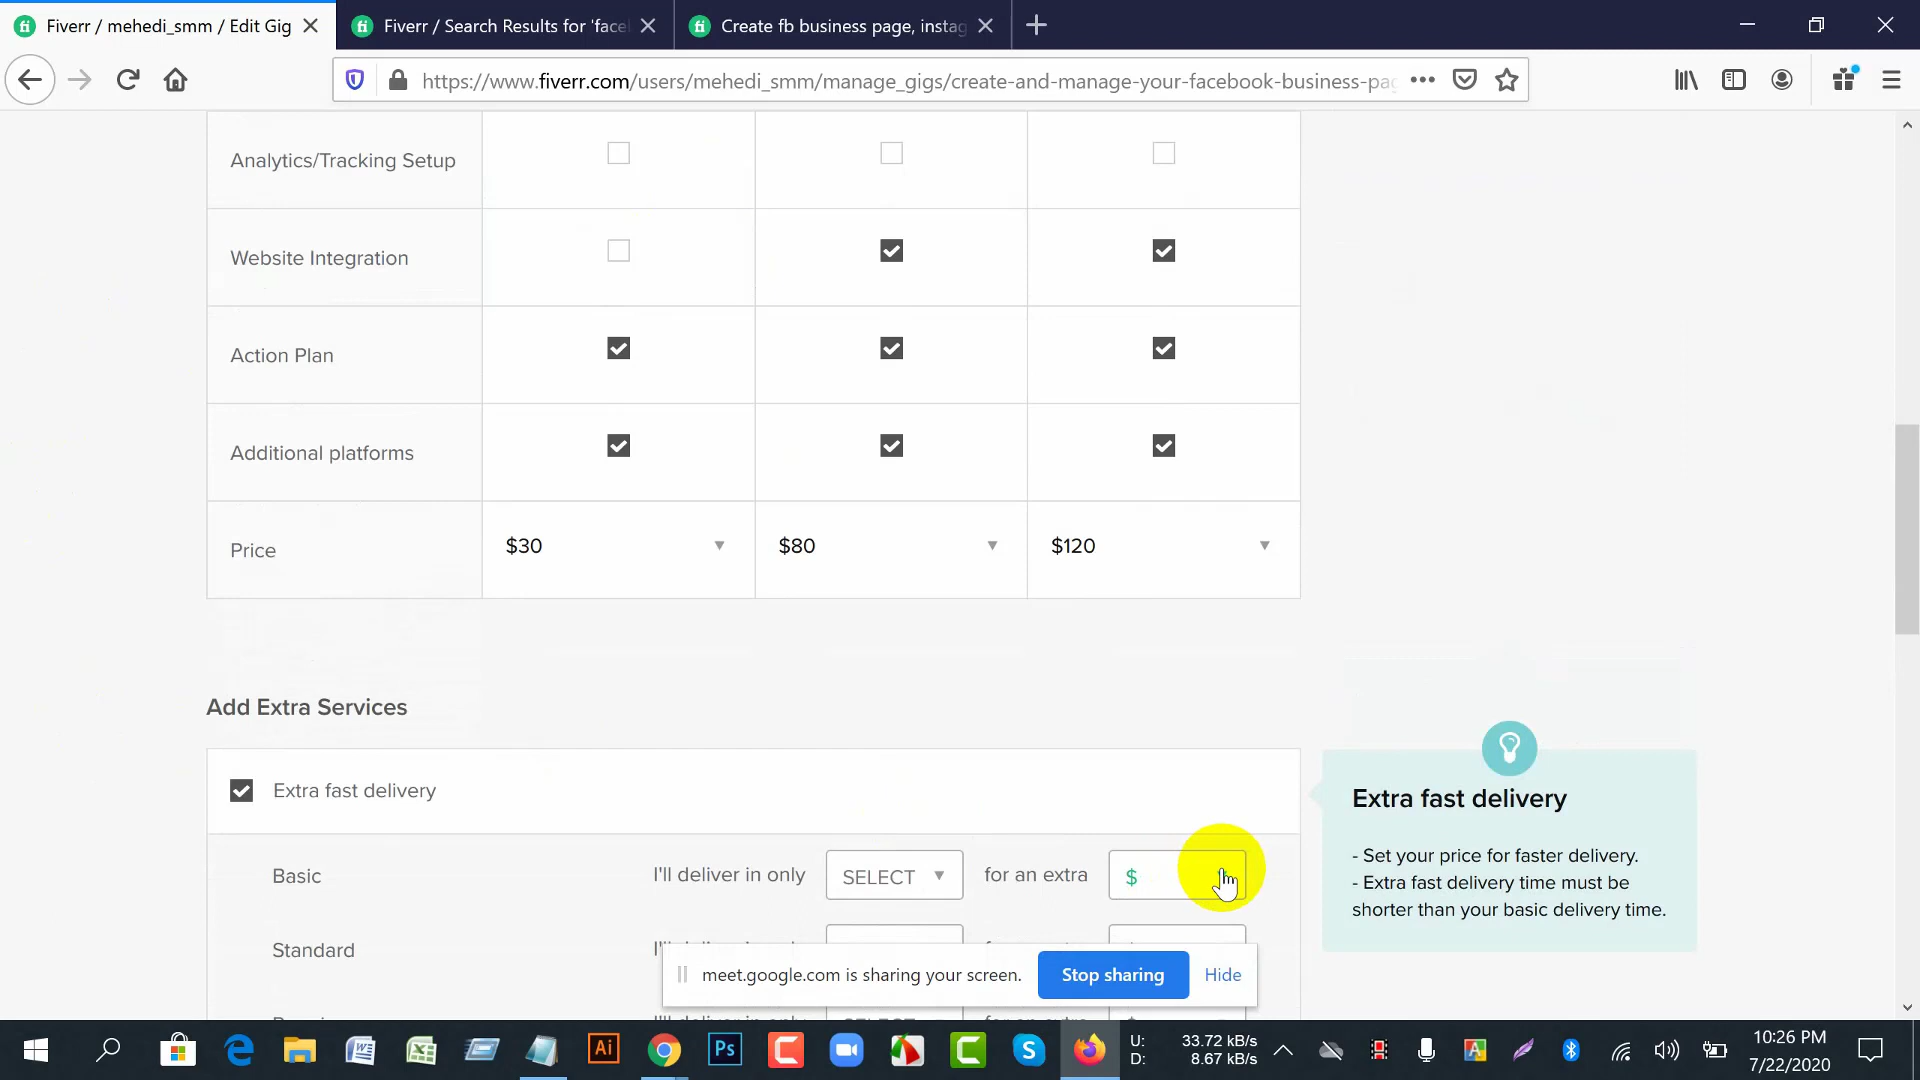 Fiverr / mehedi_smm / Edit Gig
Fiverr / Search Results for 'face
Create fb business page, instag
https://www.fiverr.com/users/mehedi_smm/manage_gigs/create-and-manage-your-facebook-business-pag
Analytics/Tracking Setup
Website Integration
Action Plan
Additional platforms
Price $30 $80 $120
Add Extra Services
Extra fast delivery
Basic I'll deliver in only SELECT for an extra $
Standard
Extra fast delivery
- Set your price for faster delivery.
- Extra fast delivery time must be
shorter than your basic delivery time.
meet.google.com is sharing your screen. Stop sharing Hide
U: 33.72 kB/s
D: 8.67 kB/s
10:26 PM
7/22/2020